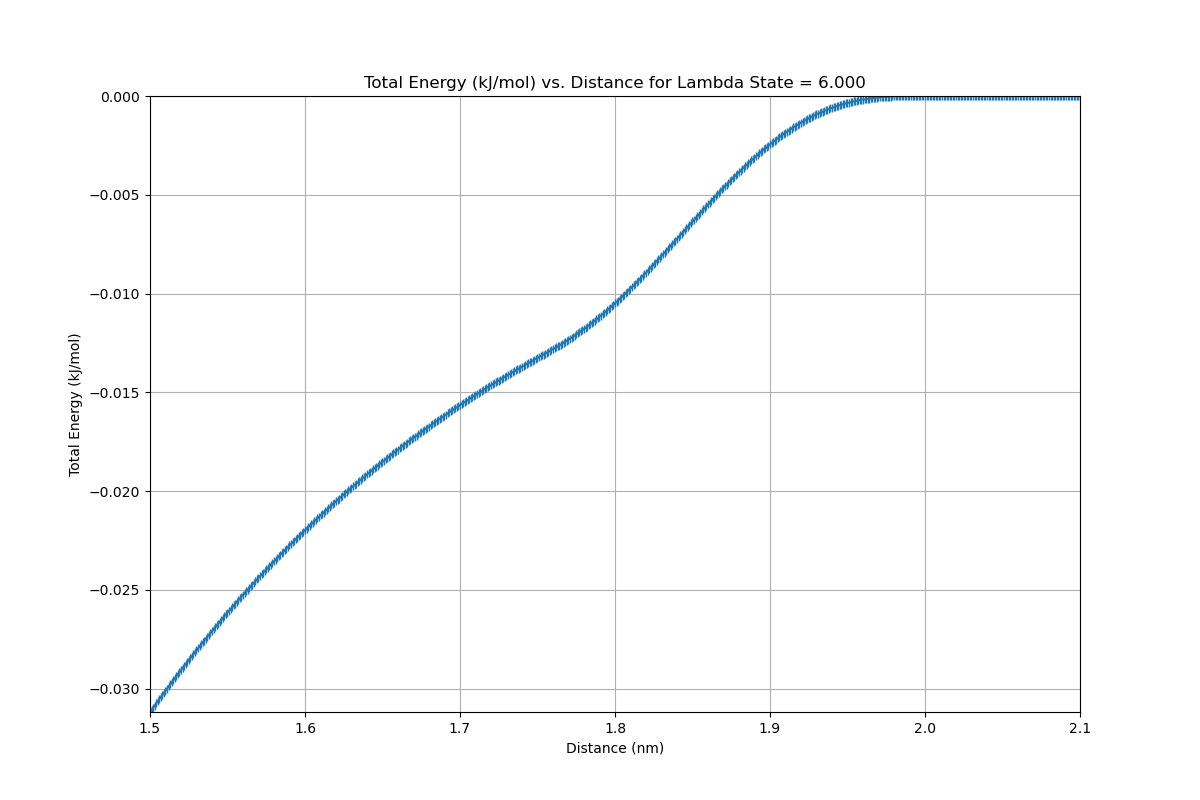 Total Energy (kJ/mol) vs. Distance for Lambda State = 6.000
0.000
−0.005
−0.010
−0.015
−0.020
−0.025
−0.030
Total Energy (kJ/mol)
1.5 1.6 1.7 1.8 1.9 2.0 2.1
Distance (nm)